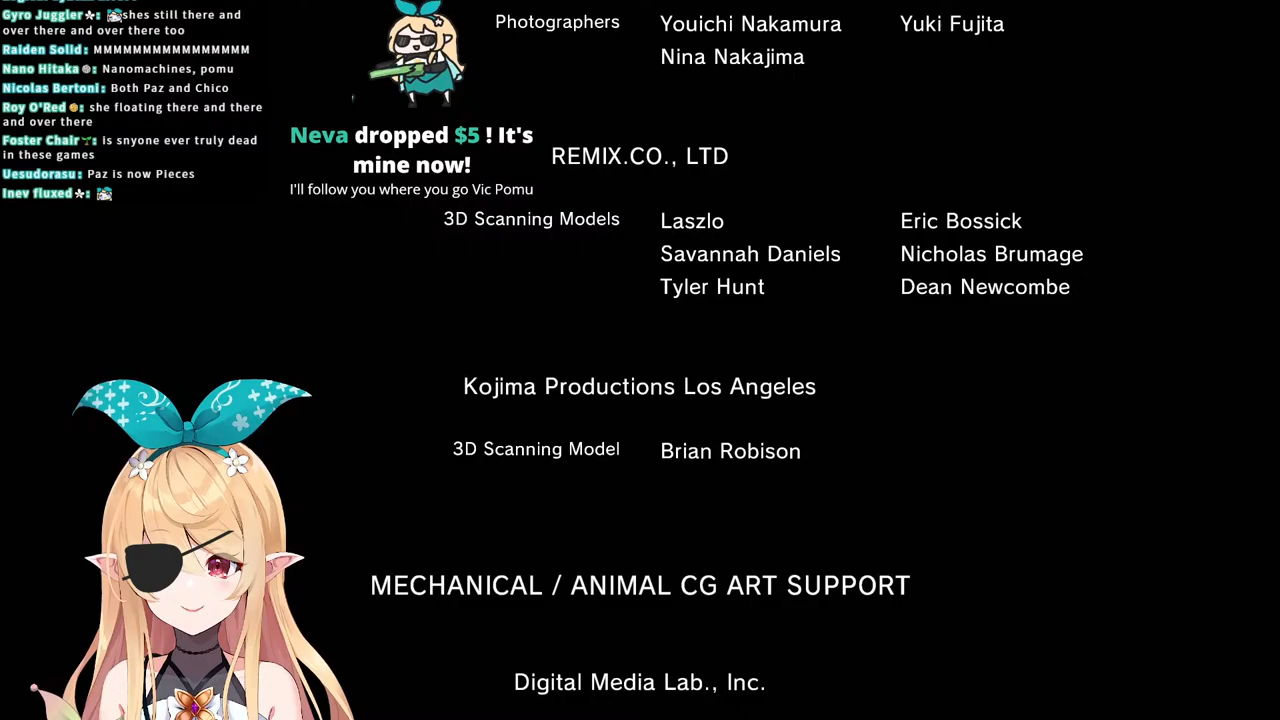 Gyro Juggler: shes still there and
over there and over there too
Raiden Solid: MMMMMMMMMMMMMMMM
Nano Hitaka: Nanomachines, pomu
Nicolas Bertoni: Both Paz and Chico
Roy O'Red: she floating there and there
and over there
Foster Chair: is snyone ever truly dead
in these games
Uesudorasu: Paz is now Pieces
Inev fluxed:
Neva dropped $5 ! It's
mine now!
I'll follow you where you go Vic Pomu
Photographers Youichi Nakamura Yuki Fujita
Nina Nakajima
REMIX.CO., LTD
3D Scanning Models Laszlo Eric Bossick
Savannah Daniels Nicholas Brumage
Tyler Hunt Dean Newcombe
Kojima Productions Los Angeles
3D Scanning Model Brian Robison
MECHANICAL / ANIMAL CG ART SUPPORT
Digital Media Lab., Inc.